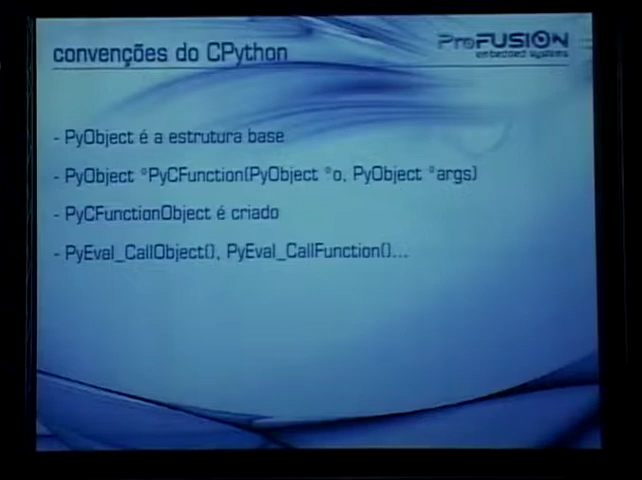 convenções do CPython
ProFUSION
embedded systems
- PyObject é a estrutura base
- PyObject *PyCFunction(PyObject *o, PyObject *args)
- PyCFunctionObject é criado
- PyEval_CallObject(), PyEval_CallFunction()...